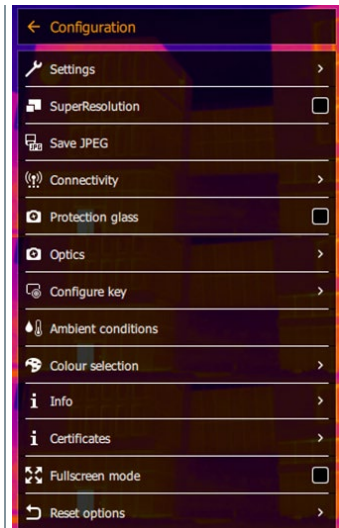 Configuration
Settings
SuperResolution
JPG
Save JPEG
Connectivity
Protection glass
Optics
Configure key
Ambient conditions
Colour selection
Info
Certificates
Fullscreen mode
Reset options